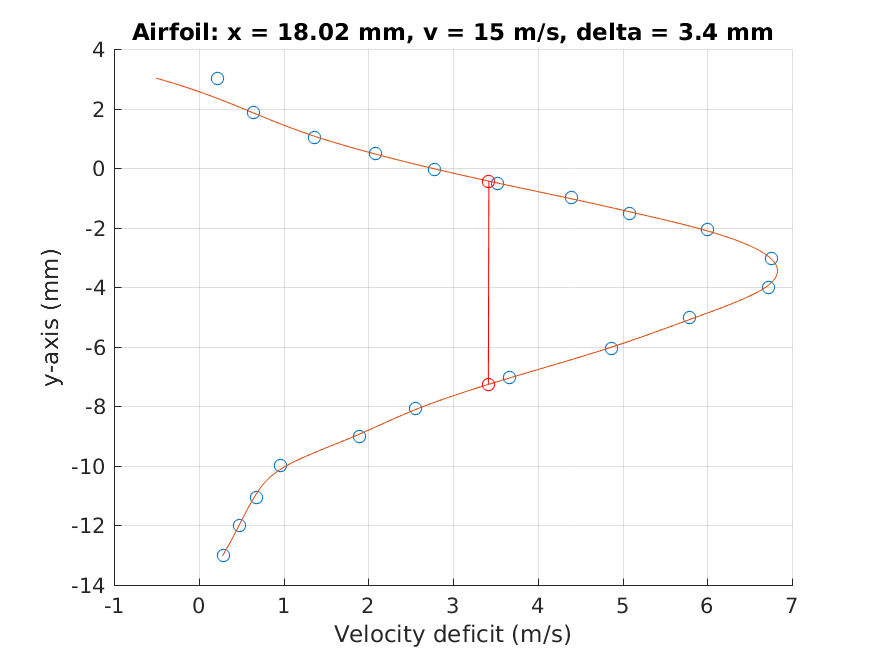 Airfoil: x = 18.02 mm, v = 15 m/s, delta = 3.4 mm
4
2
0
-2
-4
-6
-8
-10
-12
-14
y-axis (mm)
-1 0 1 2 3 4 5 6 7
Velocity deficit (m/s)